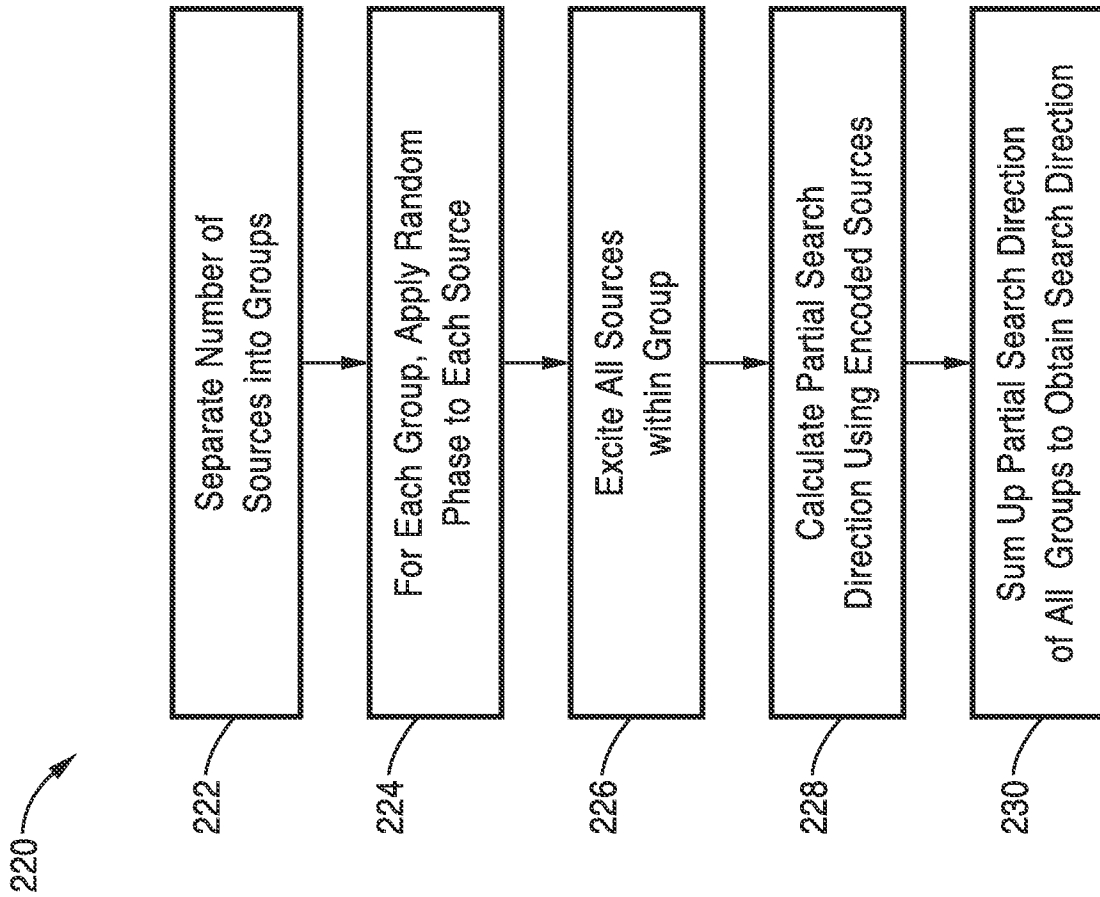 220
222
Separate Number of
Sources into Groups
224
For Each Group, Apply Random
Phase to Each Source
226
Excite All Sources
within Group
228
Calculate Partial Search
Direction Using Encoded Sources
230
Sum Up Partial Search Direction
of All Groups to Obtain Search Direction